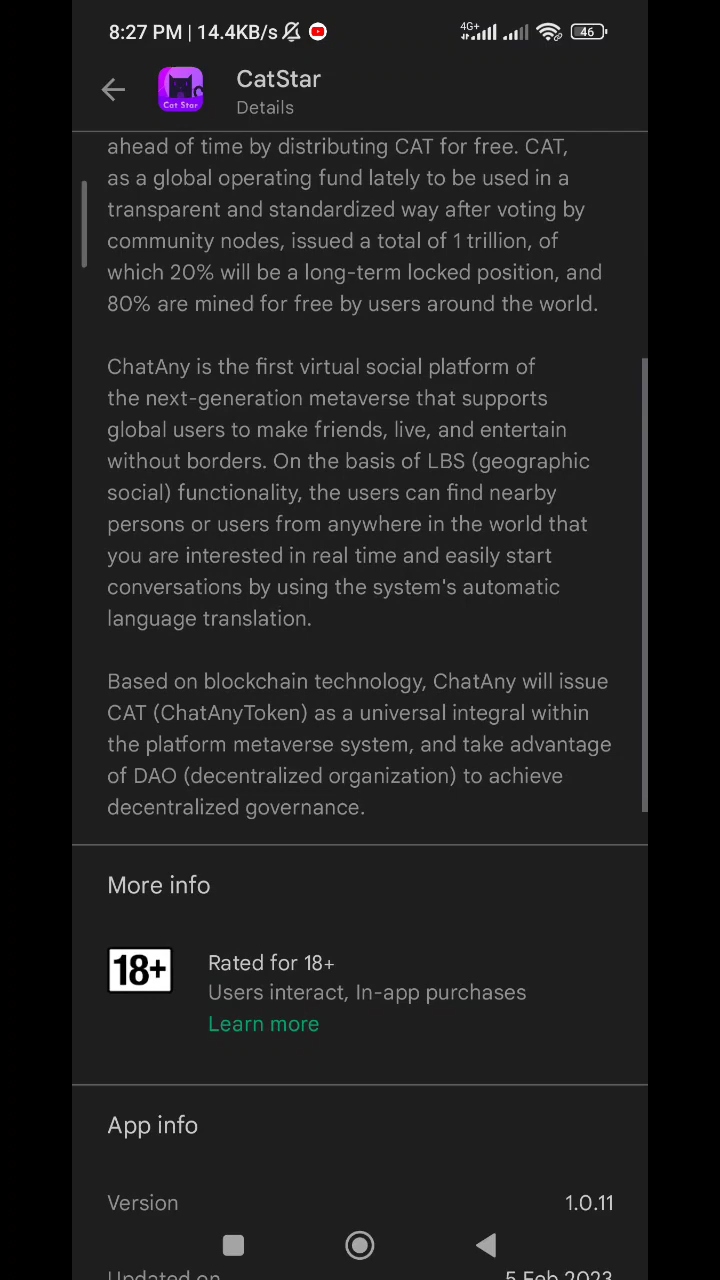 8:27 PM | 14.4KB/s
4G+
46
CatStar
Cat Star
Details
ahead of time by distributing CAT for free. CAT,
as a global operating fund lately to be used in a
transparent and standardized way after voting by
community nodes, issued a total of 1 trillion, of
which 20% will be a long-term locked position, and
80% are mined for free by users around the world.
ChatAny is the first virtual social platform of
the next-generation metaverse that supports
global users to make friends, live, and entertain
without borders. On the basis of LBS (geographic
social) functionality, the users can find nearby
persons or users from anywhere in the world that
you are interested in real time and easily start
conversations by using the system's automatic
language translation.
Based on blockchain technology, ChatAny will issue
CAT (ChatAnyToken) as a universal integral within
the platform metaverse system, and take advantage
of DAO (decentralized organization) to achieve
decentralized governance.
More info
18+
Rated for 18+
Users interact, In-app purchases
Learn more
App info
Version 1.0.11
Updated on 5 Feb 2023